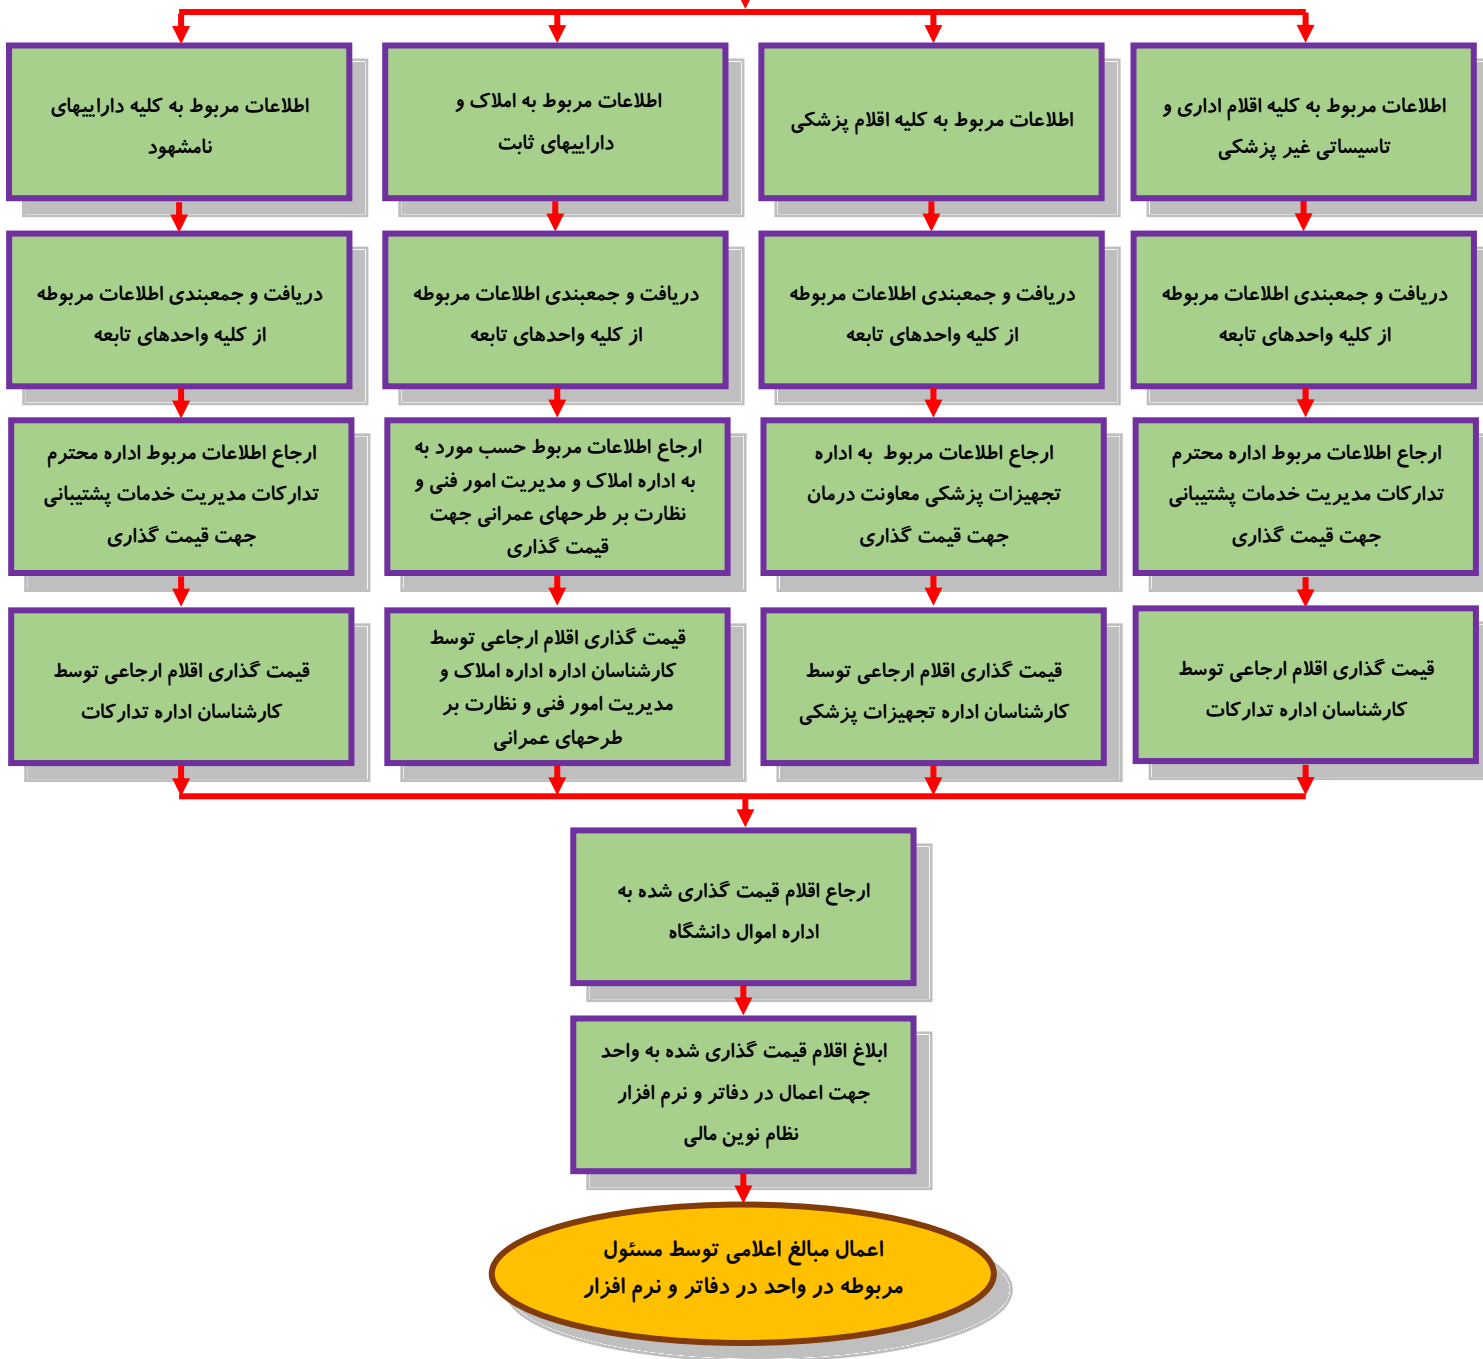 اطلاعات مربوط به کلیه اقلام اداری و
تاسیساتی غیر پزشکی
اطلاعات مربوط به کلیه اقلام پزشکی
اطلاعات مربوط به املاک و
داراییهای ثابت
اطلاعات مربوط به کلیه داراییهای
نامشهود
دریافت و جمعبندی اطلاعات مربوطه
از کلیه واحدهای تابعه
دریافت و جمعبندی اطلاعات مربوطه
از کلیه واحدهای تابعه
دریافت و جمعبندی اطلاعات مربوطه
از کلیه واحدهای تابعه
دریافت و جمعبندی اطلاعات مربوطه
از کلیه واحدهای تابعه
ارجاع اطلاعات مربوط اداره محترم
تدارکات مدیریت خدمات پشتیبانی
جهت قیمت گذاری
ارجاع اطلاعات مربوط به اداره
تجهیزات پزشکی معاونت درمان
جهت قیمت گذاری
ارجاع اطلاعات مربوط حسب مورد به
به اداره املاک و مدیریت امور فنی و
نظارت بر طرحهای عمرانی جهت
قیمت گذاری
ارجاع اطلاعات مربوط اداره محترم
تدارکات مدیریت خدمات پشتیبانی
جهت قیمت گذاری
قیمت گذاری اقلام ارجاعی توسط
کارشناسان اداره تدارکات
قیمت گذاری اقلام ارجاعی توسط
کارشناسان اداره تجهیزات پزشکی
قیمت گذاری اقلام ارجاعی توسط
کارشناسان اداره اداره املاک و
مدیریت امور فنی و نظارت بر
طرحهای عمرانی
قیمت گذاری اقلام ارجاعی توسط
کارشناسان اداره تدارکات
ارجاع اقلام قیمت گذاری شده به
اداره اموال دانشگاه
ابلاغ اقلام قیمت گذاری شده به واحد
جهت اعمال در دفاتر و نرم افزار
نظام نوین مالی
اعمال مبالغ اعلامی توسط مسئول
مربوطه در واحد در دفاتر و نرم افزار